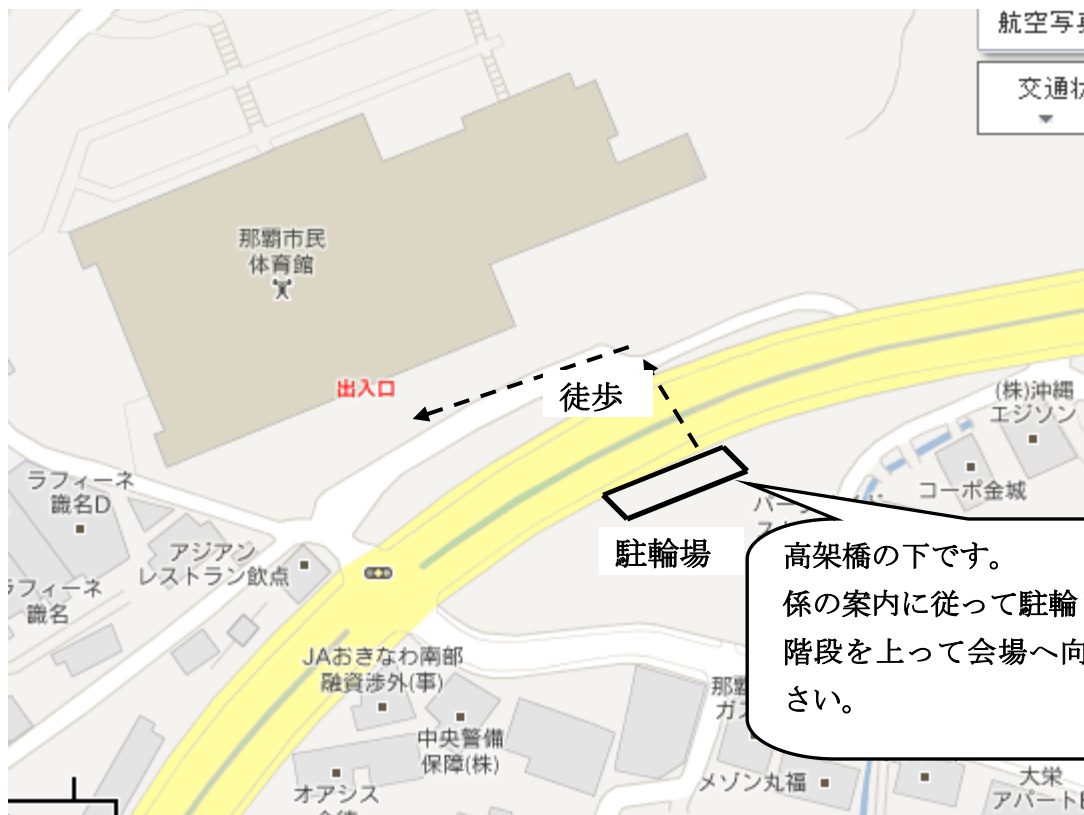 航空写真
交通状
那覇市民
体育館
出入口
徒歩
(株)沖縄
エジソン
コーポ金城
ラフィーネ
識名D
アジアン
レストラン飲点
ラフィーネ
識名
駐輪場
高架橋の下です。
係の案内に従って駐輪
階段を上って会場へ向
さい。
JAおきなわ南部
融資渉外(事)
中央警備
保障(株)
オアシス
那覇
ガス
メゾン丸福
大栄
アパート